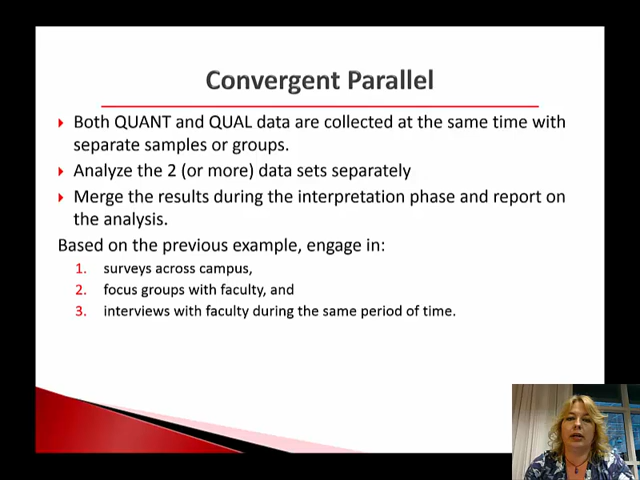 Convergent Parallel
Both QUANT and QUAL data are collected at the same time with
separate samples or groups.
Analyze the 2 (or more) data sets separately
Merge the results during the interpretation phase and report on
the analysis.
Based on the previous example, engage in:
1. surveys across campus,
2. focus groups with faculty, and
3. interviews with faculty during the same period of time.